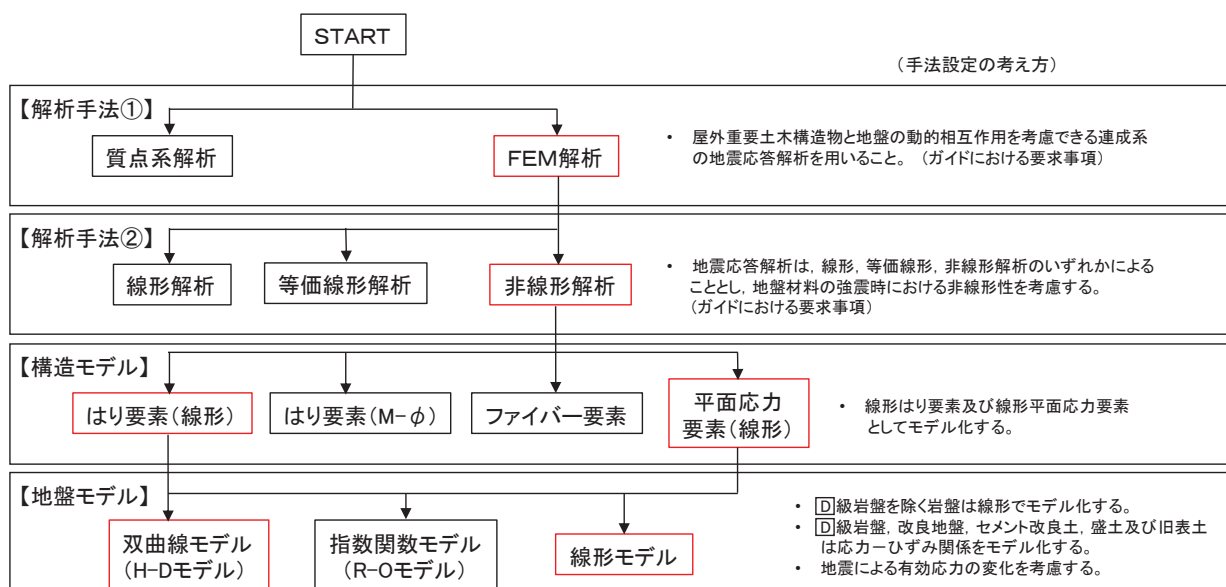 START
（手法設定の考え方）
【解析手法①】
質点系解析
FEM解析
・ 屋外重要土木構造物と地盤の動的相互作用を考慮できる連成系
の地震応答解析を用いること。（ガイドにおける要求事項）
【解析手法②】
線形解析
等価線形解析
非線形解析
・ 地震応答解析は，線形，等価線形，非線形解析のいずれかによる
こととし，地盤材料の強震時における非線形性を考慮する。
（ガイドにおける要求事項）
【構造モデル】
はり要素（線形）
はり要素（M-φ）
ファイバー要素
平面応力
要素（線形）
・ 線形はり要素及び線形平面応力要素
としてモデル化する。
【地盤モデル】
双曲線モデル
（H-Dモデル）
指数関数モデル
（R-Oモデル）
線形モデル
・ D級岩盤を除く岩盤は線形でモデル化する。
・ D級岩盤，改良地盤，セメント改良土，盛土及び旧表土
は応力ーひずみ関係をモデル化する。
・ 地震による有効応力の変化を考慮する。